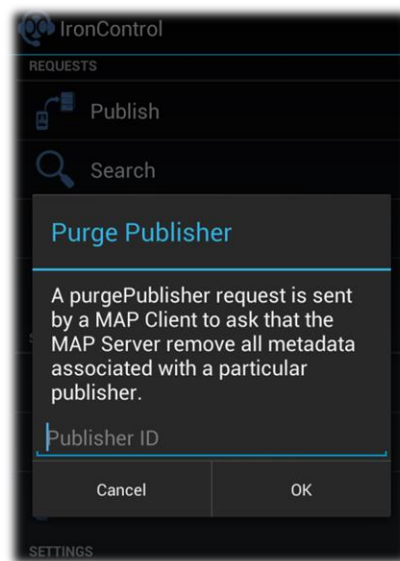 IronControl
REQUESTS
Publish
Search
Purge Publisher
A purgePublisher request is sent
by a MAP Client to ask that the
MAP Server remove all metadata
associated with a particular
publisher.
Publisher ID
Cancel
OK
SETTINGS